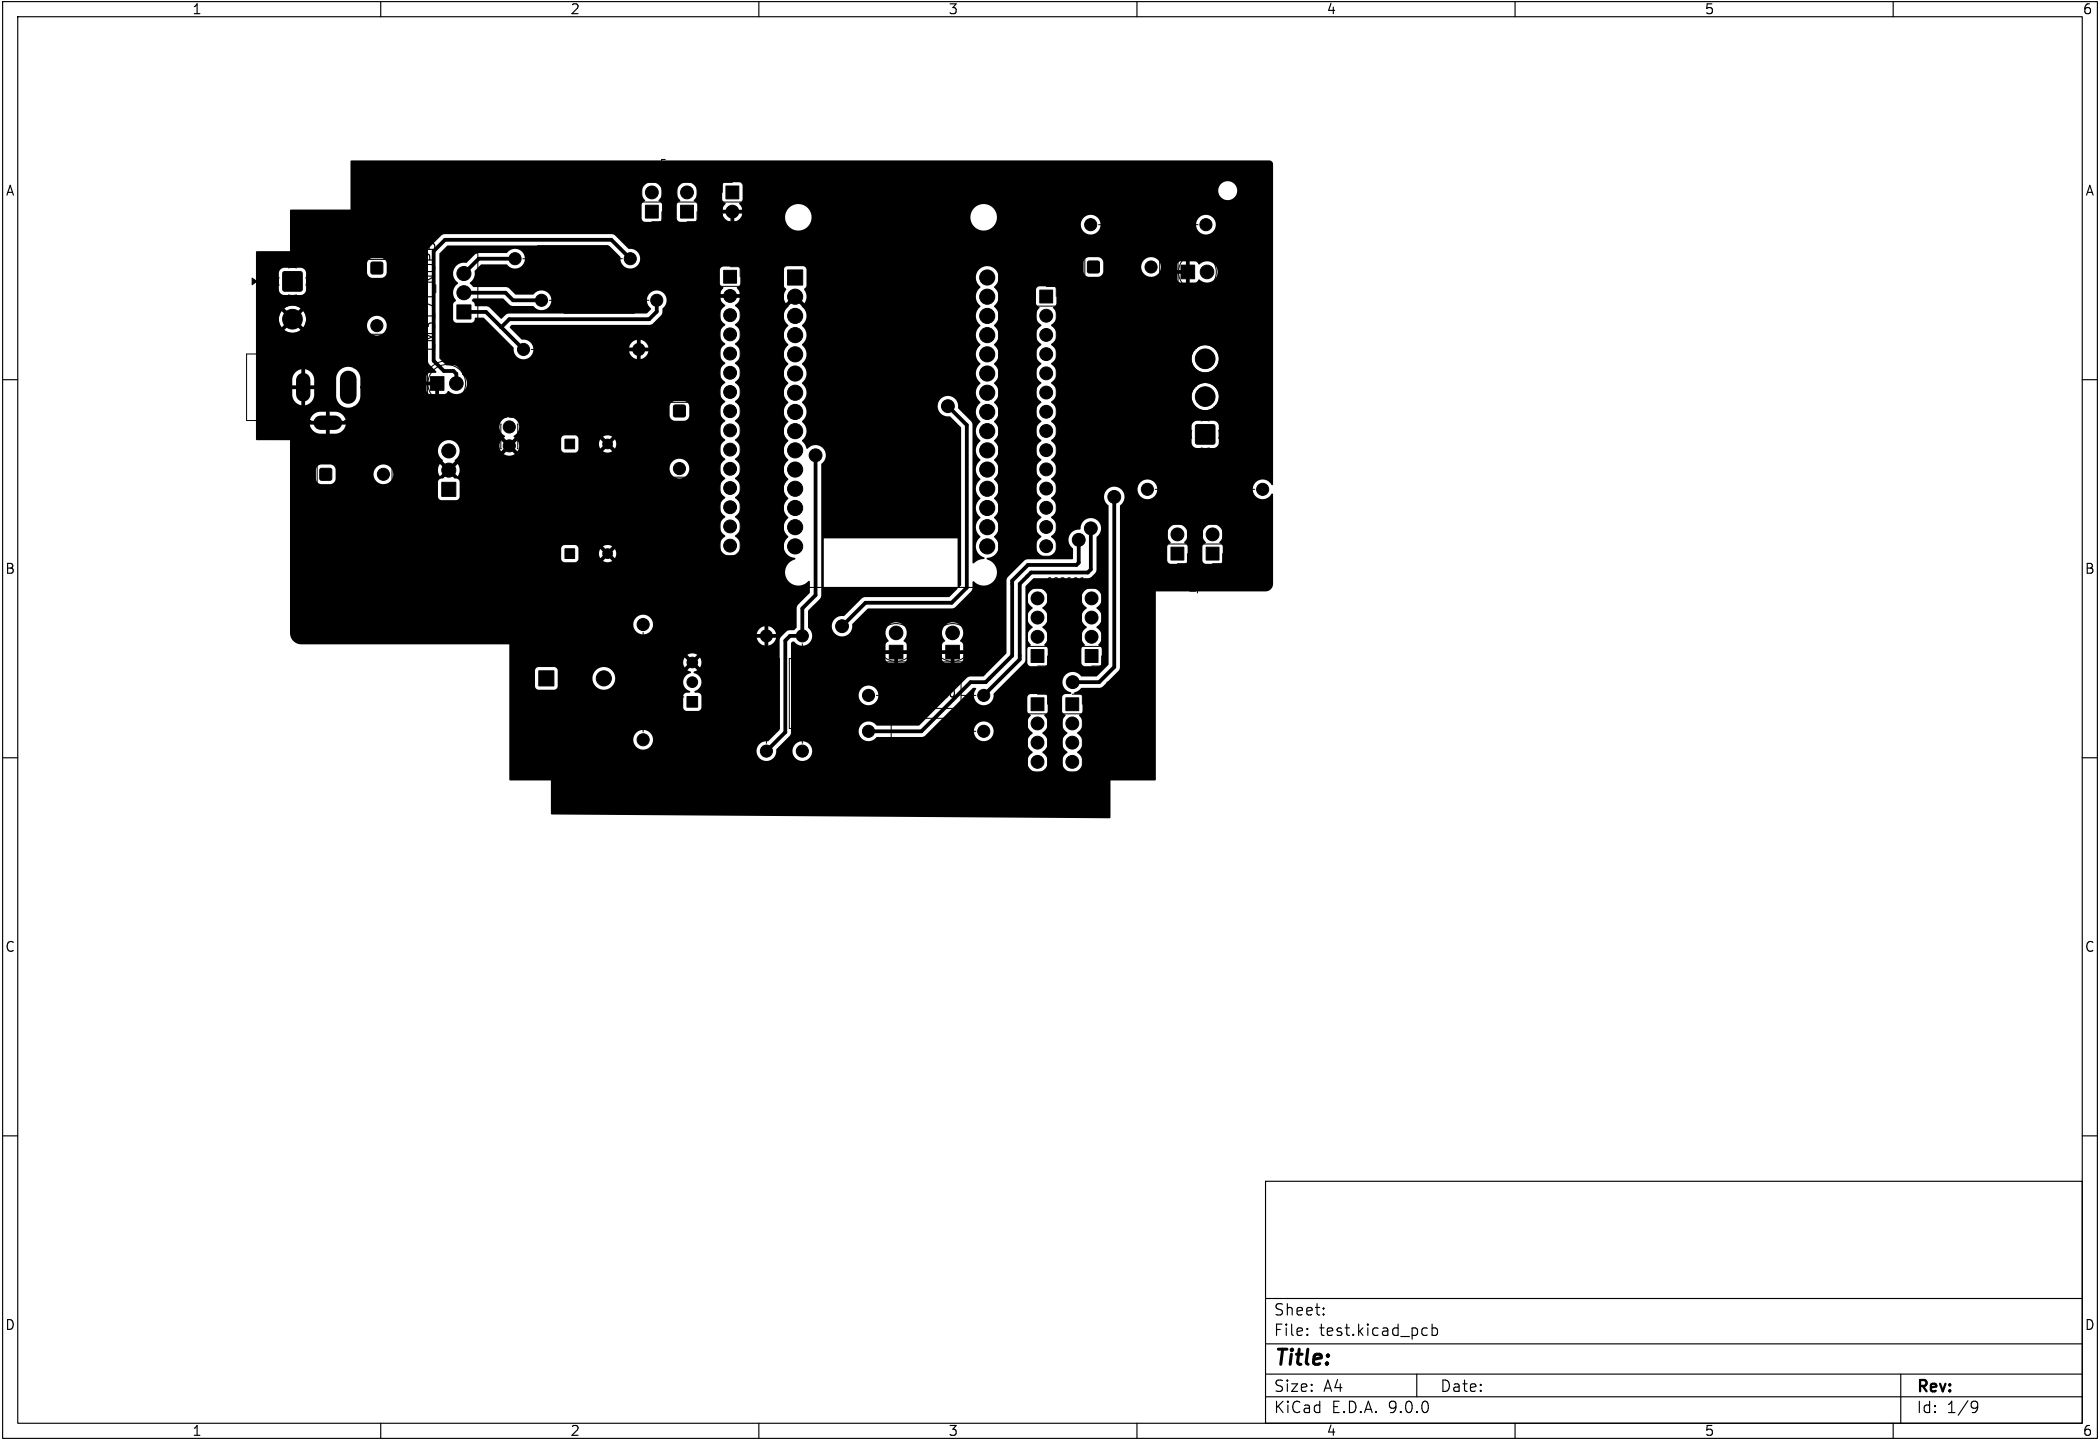 1 2 3 4 5 6
A A
B B
C C
D D
Sheet:
File: test.kicad_pcb
Title:
Size: A4 Date: Rev:
KiCad E.D.A. 9.0.0 Id: 1/9
1 2 3 4 5 6